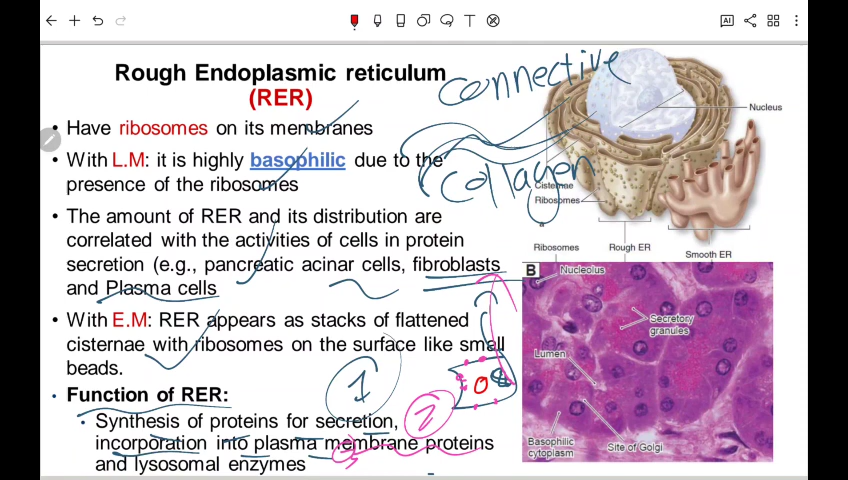 AI
Rough Endoplasmic reticulum
(RER)
• Have ribosomes on its membranes
• With L.M: it is highly basophilic due to the
presence of the ribosomes
• The amount of RER and its distribution are
correlated with the activities of cells in protein
secretion (e.g., pancreatic acinar cells, fibroblasts
and Plasma cells
• With E.M: RER appears as stacks of flattened
cisternae with ribosomes on the surface like small
beads.
• Function of RER:
• Synthesis of proteins for secretion,
incorporation into plasma membrane proteins
and lysosomal enzymes
connective
collagen
1
2
3
Nucleus
Cisternae
Ribosomes
Ribosomes
Rough ER
Smooth ER
B
Nucleolus
Secretory
granules
Lumen
Basophilic
cytoplasm
Site of Golgi